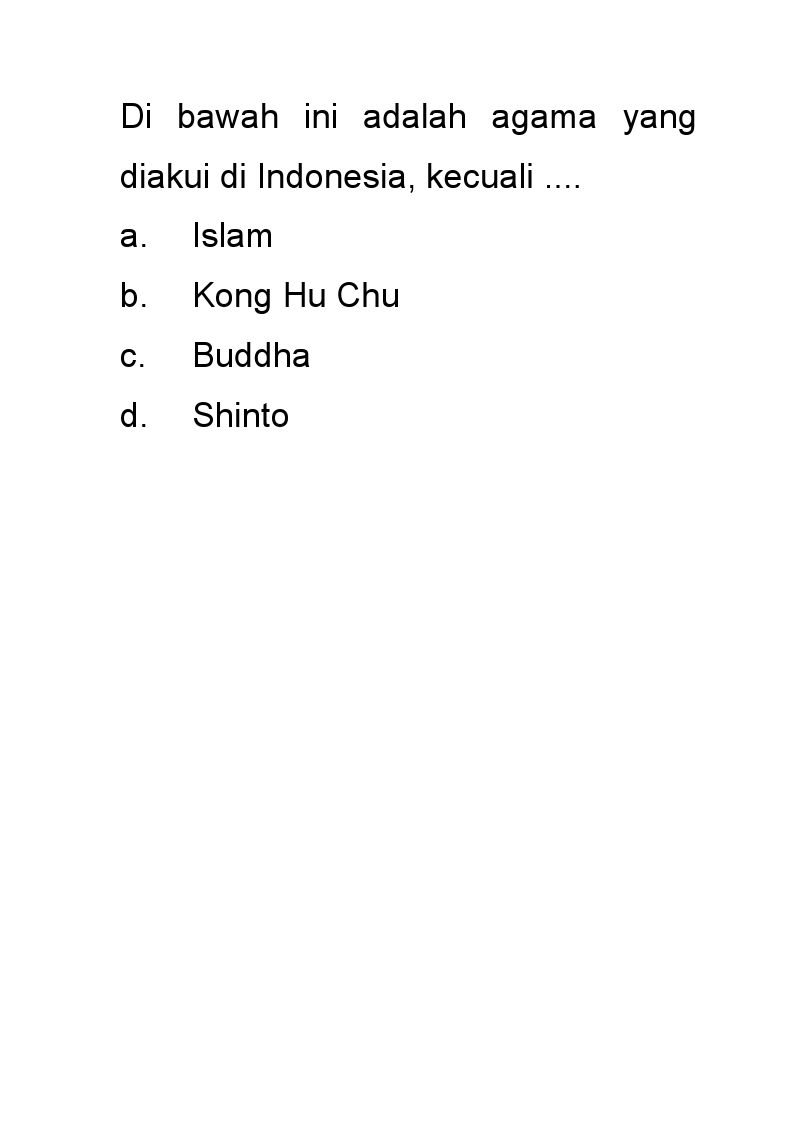 Di bawah ini adalah agama yang
diakui di Indonesia, kecuali ....
a. Islam
b. Kong Hu Chu
c. Buddha
d. Shinto